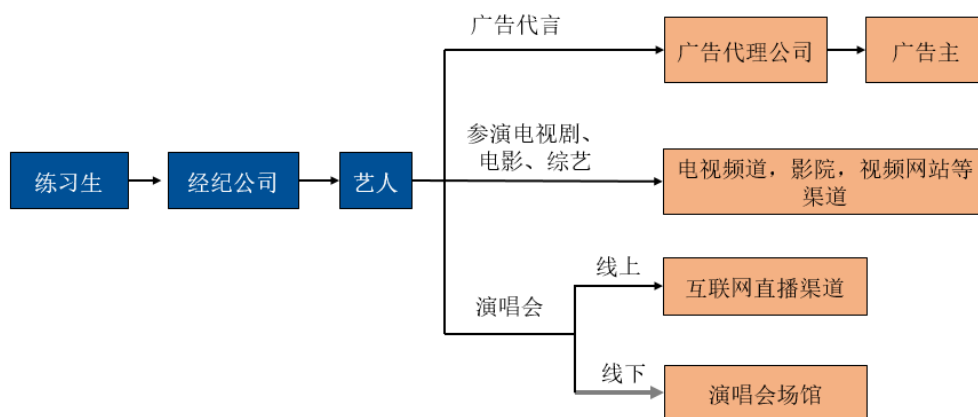 广告代言
广告代理公司
广告主
参演电视剧、
电影、综艺
练习生
经纪公司
艺人
电视频道，影院，视频网站等
渠道
线上
互联网直播渠道
演唱会
线下
演唱会场馆